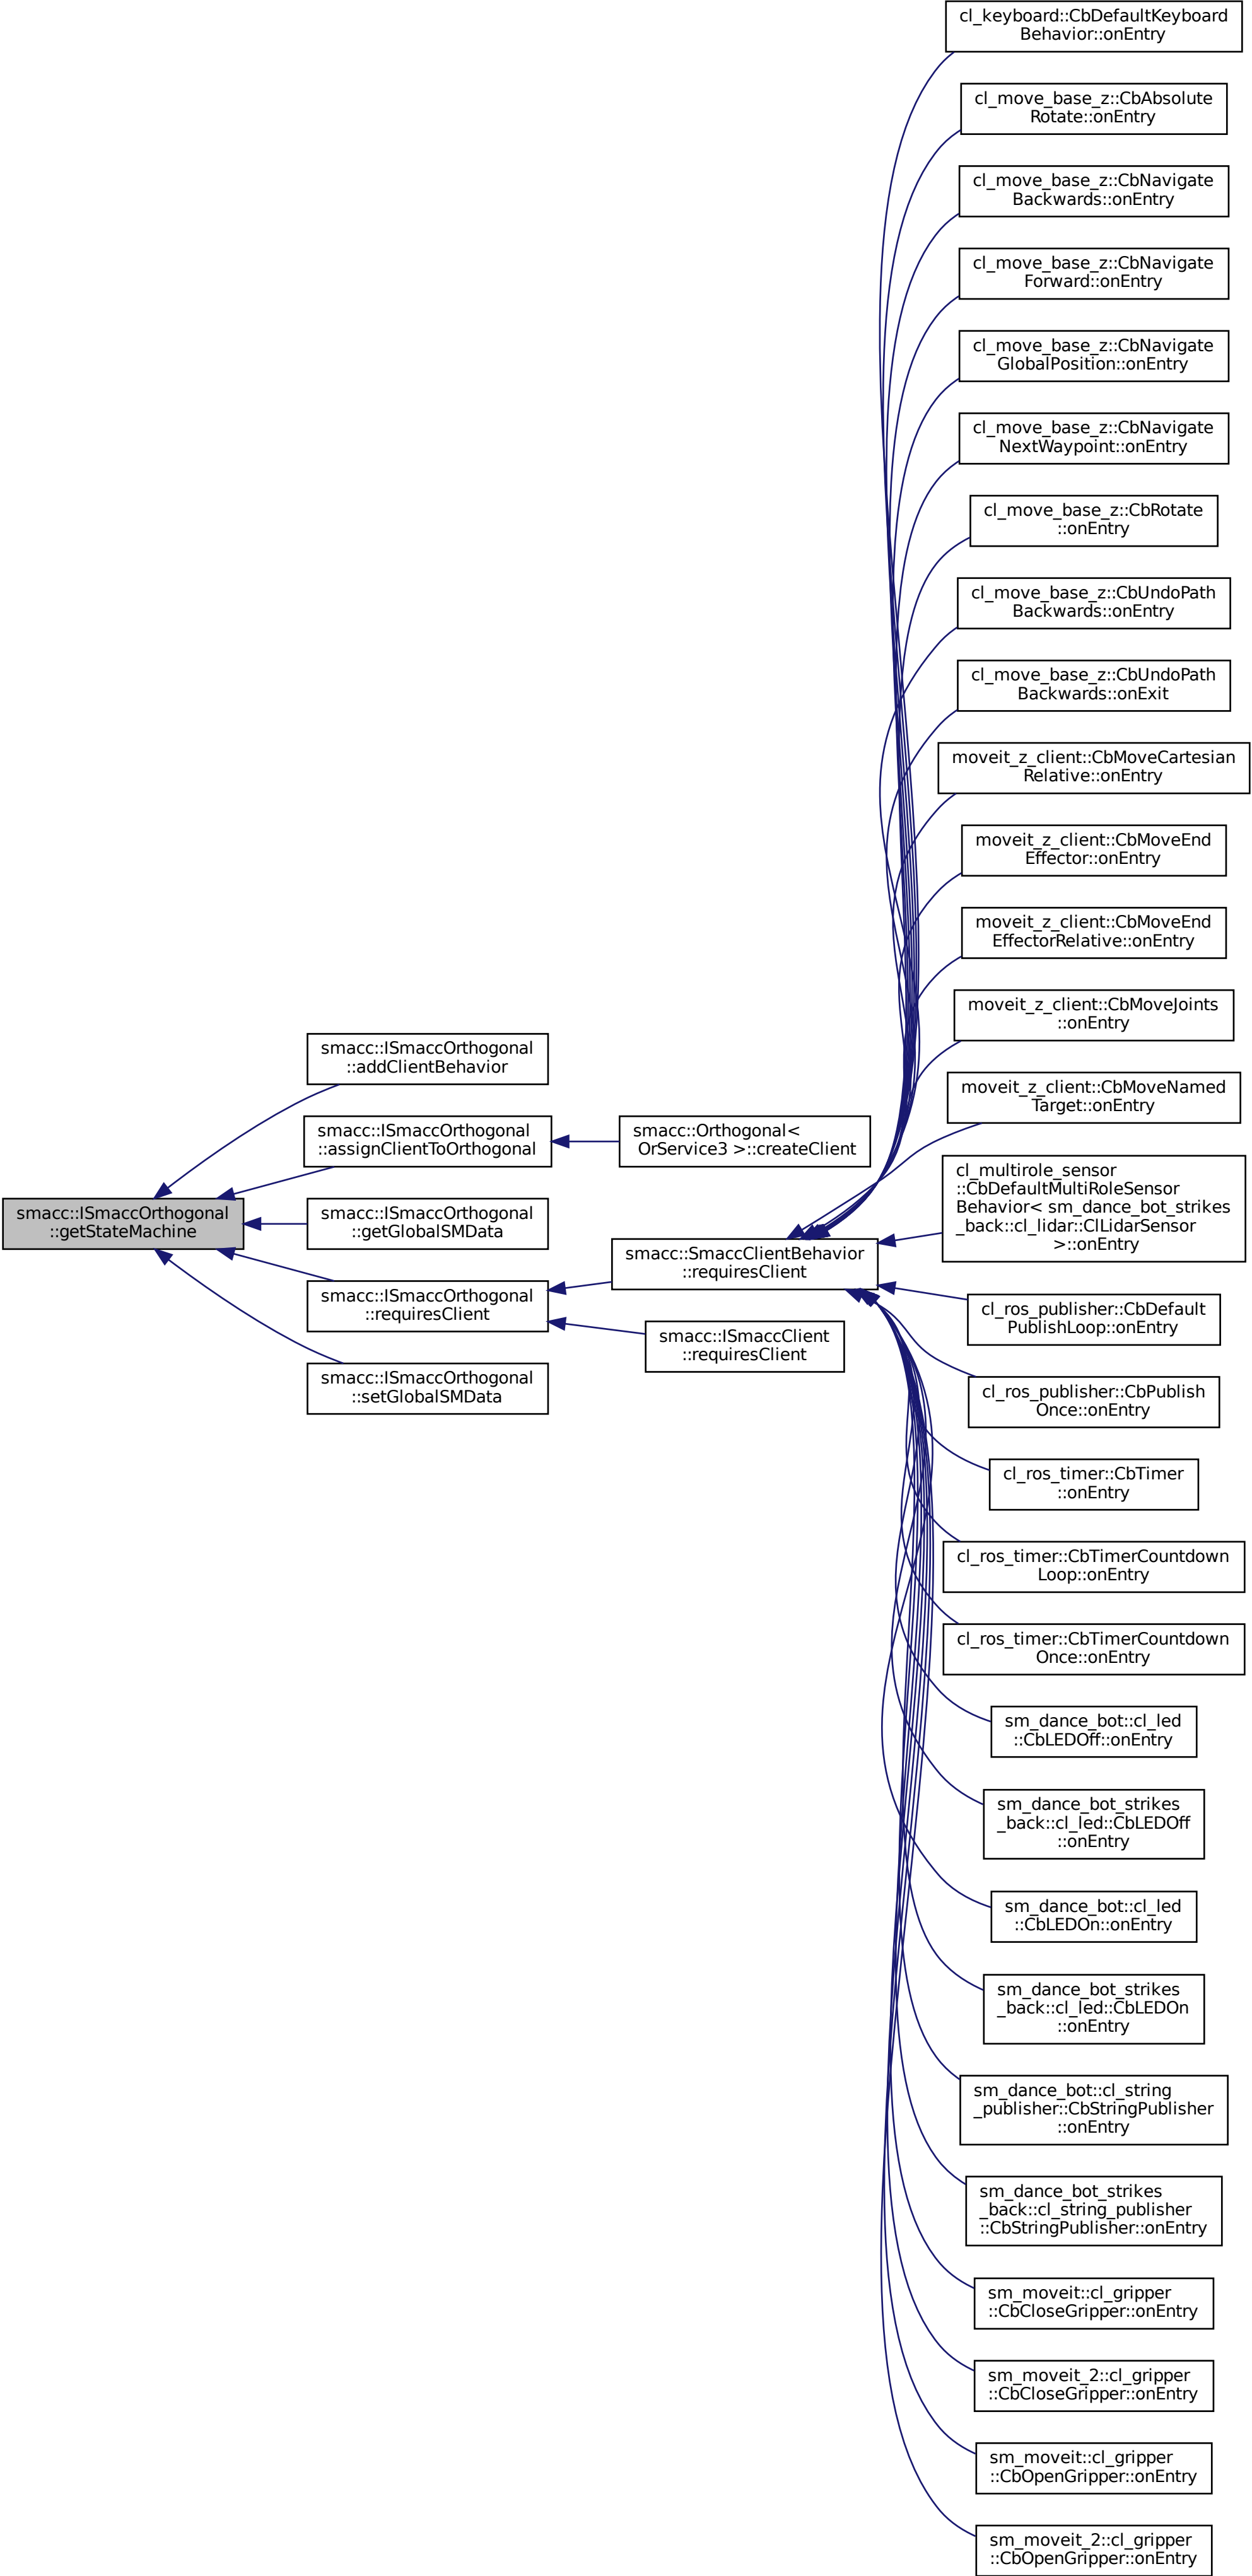 cl_keyboard::CbDefaultKeyboard
Behavior::onEntry
cl_move_base_z::CbAbsolute
Rotate::onEntry
cl_move_base_z::CbNavigate
Backwards::onEntry
cl_move_base_z::CbNavigate
Forward::onEntry
cl_move_base_z::CbNavigate
GlobalPosition::onEntry
cl_move_base_z::CbNavigate
NextWaypoint::onEntry
cl_move_base_z::CbRotate
::onEntry
cl_move_base_z::CbUndoPath
Backwards::onEntry
cl_move_base_z::CbUndoPath
Backwards::onExit
moveit_z_client::CbMoveCartesian
Relative::onEntry
moveit_z_client::CbMoveEnd
Effector::onEntry
moveit_z_client::CbMoveEnd
EffectorRelative::onEntry
moveit_z_client::CbMoveJoints
::onEntry
smacc::ISmaccOrthogonal
::addClientBehavior
moveit_z_client::CbMoveNamed
Target::onEntry
smacc::ISmaccOrthogonal
::assignClientToOrthogonal
smacc::Orthogonal<
OrService3 >::createClient
cl_multirole_sensor
::CbDefaultMultiRoleSensor
Behavior< sm_dance_bot_strikes
_back::cl_lidar::ClLidarSensor
>::onEntry
smacc::ISmaccOrthogonal
::getStateMachine
smacc::ISmaccOrthogonal
::getGlobalSMData
smacc::SmaccClientBehavior
::requiresClient
smacc::ISmaccOrthogonal
::requiresClient
cl_ros_publisher::CbDefault
PublishLoop::onEntry
smacc::ISmaccClient
::requiresClient
smacc::ISmaccOrthogonal
::setGlobalSMData
cl_ros_publisher::CbPublish
Once::onEntry
cl_ros_timer::CbTimer
::onEntry
cl_ros_timer::CbTimerCountdown
Loop::onEntry
cl_ros_timer::CbTimerCountdown
Once::onEntry
sm_dance_bot::cl_led
::CbLEDOff::onEntry
sm_dance_bot_strikes
_back::cl_led::CbLEDOff
::onEntry
sm_dance_bot::cl_led
::CbLEDOn::onEntry
sm_dance_bot_strikes
_back::cl_led::CbLEDOn
::onEntry
sm_dance_bot::cl_string
_publisher::CbStringPublisher
::onEntry
sm_dance_bot_strikes
_back::cl_string_publisher
::CbStringPublisher::onEntry
sm_moveit::cl_gripper
::CbCloseGripper::onEntry
sm_moveit_2::cl_gripper
::CbCloseGripper::onEntry
sm_moveit::cl_gripper
::CbOpenGripper::onEntry
sm_moveit_2::cl_gripper
::CbOpenGripper::onEntry